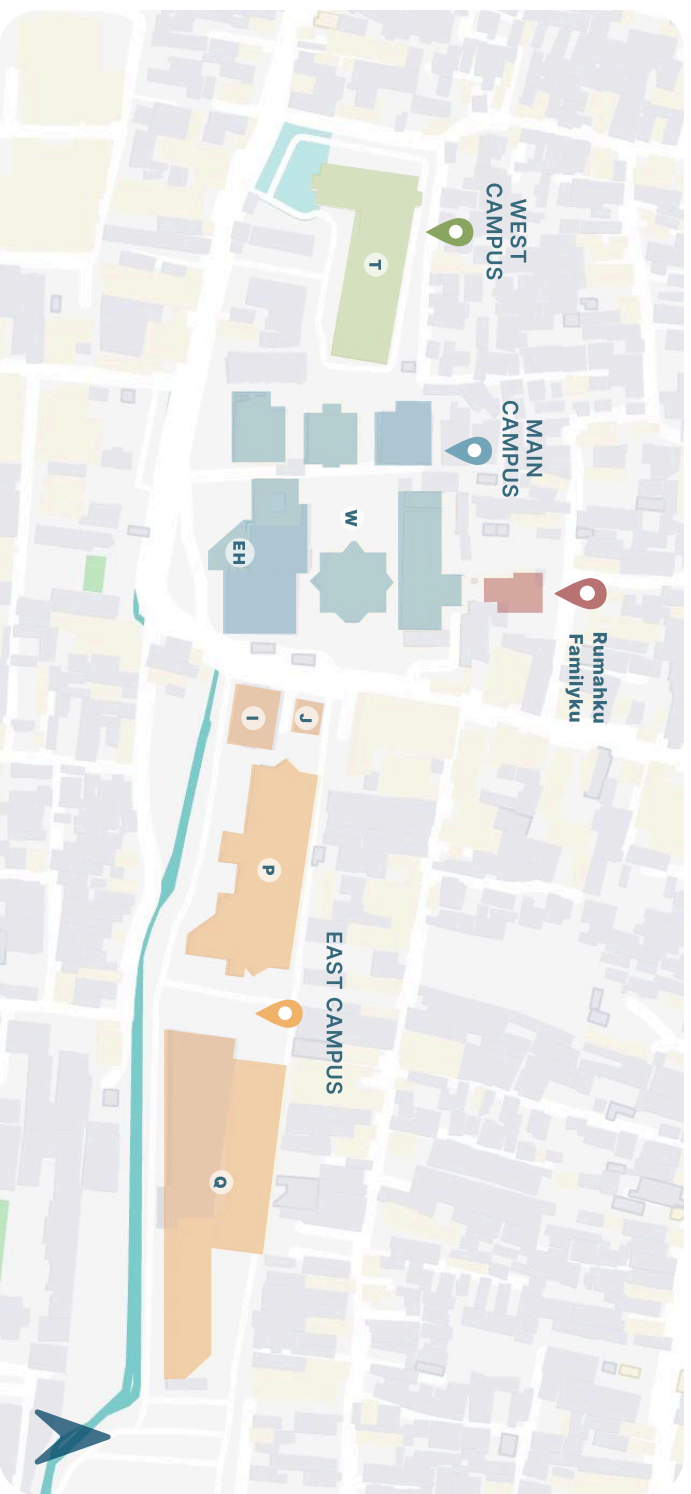 WEST
CAMPUS
T
MAIN
CAMPUS
W
EH
Rumahku
Familyku
I
J
P
EAST CAMPUS
Q